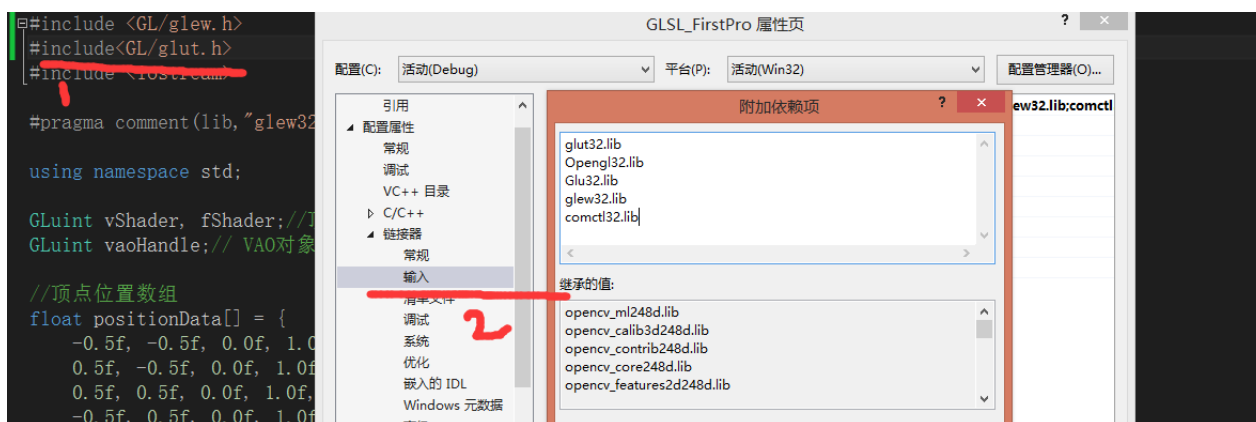 #include <GL/glew.h>
#include<GL/glut.h>
#include <iostream>
1
#pragma comment(lib,"glew32
using namespace std;
GLuint vShader, fShader;//
GLuint vaoHandle;// VAO对象
//顶点位置数组
float positionData[] = {
-0.5f, -0.5f, 0.0f, 1.0
0.5f, -0.5f, 0.0f, 1.0f
0.5f, 0.5f, 0.0f, 1.0f,
-0.5f, 0.5f, 0.0f, 1.0f
GLSL_FirstPro 属性页
? ×
配置(C): 活动(Debug) 平台(P): 活动(Win32) 配置管理器(O)...
引用
配置属性
常规
调试
VC++ 目录
C/C++
链接器
常规
输入
清单文件
2
调试
系统
优化
嵌入的 IDL
Windows 元数据
附加依赖项
? ×
ew32.lib;comctl
glut32.lib
Opengl32.lib
Glu32.lib
glew32.lib
comctl32.lib
继承的值:
opencv_ml248d.lib
opencv_calib3d248d.lib
opencv_contrib248d.lib
opencv_core248d.lib
opencv_features2d248d.lib